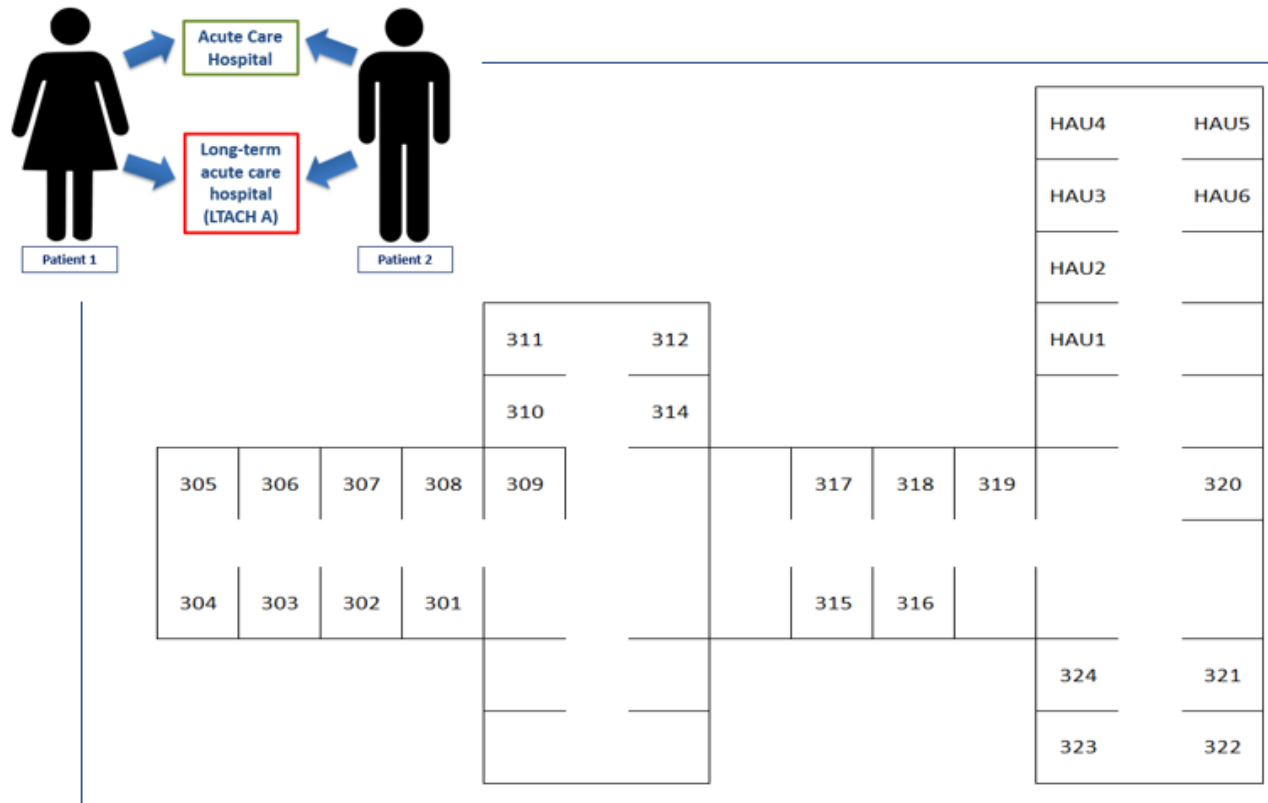 Acute Care
Hospital
Long-term
acute care
hospital
(LTACH A)
Patient 1
Patient 2
HAU4 HAU5
HAU3 HAU6
HAU2
311 312
HAU1
310 314
305 306 307 308 309 317 318 319 320
304 303 302 301 315 316
324 321
323 322